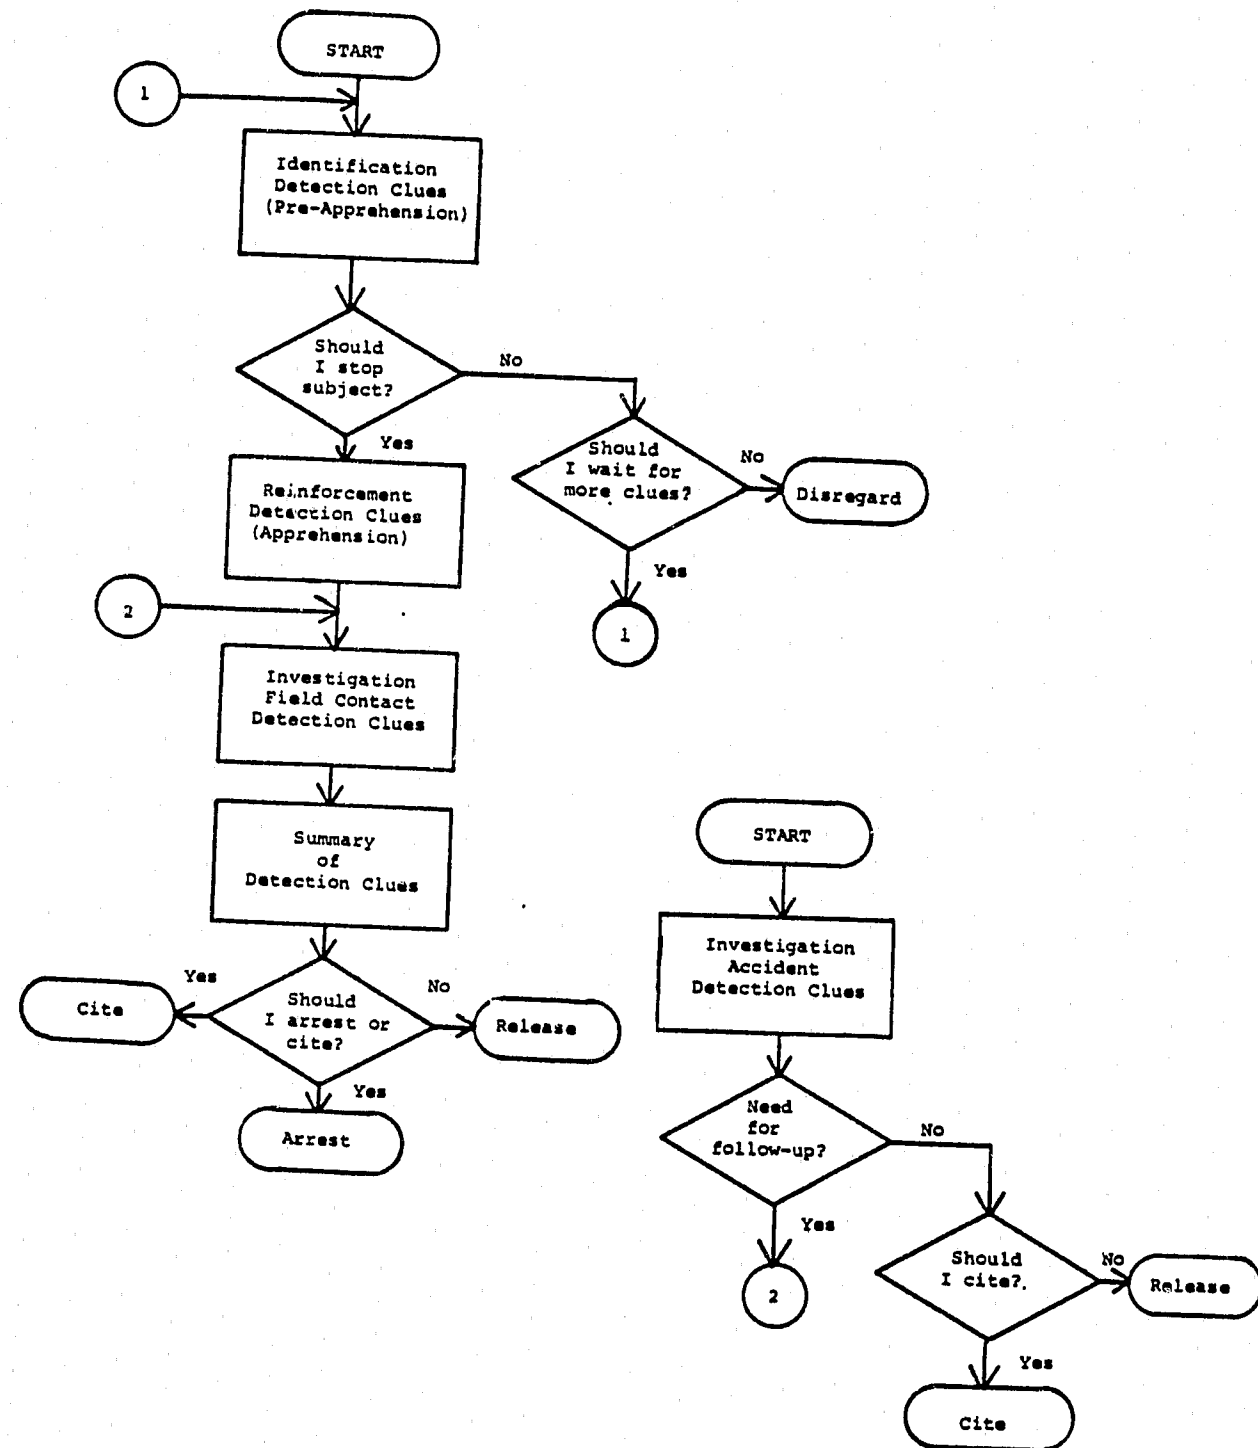 START
1
Identification
Detection Clues
(Pre-Apprehension)
Should
I stop
subject?
No
Yes
Should
I wait for
more clues?
No
Disregard
Yes
1
Reinforcement
Detection Clues
(Apprehension)
2
Investigation
Field Contact
Detection Clues
Summary
of
Detection Clues
Should
I arrest or
cite?
Yes
Cite
No
Release
Yes
Arrest
START
Investigation
Accident
Detection Clues
Need
for
follow-up?
No
Yes
2
Should
I cite?
No
Release
Yes
Cite